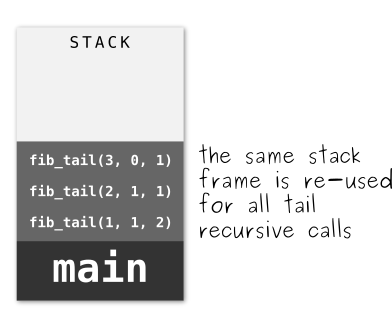 STACK
fib_tail(3, 0, 1)
fib_tail(2, 1, 1)
fib_tail(1, 1, 2)
main
the same stack
frame is re-used
for all tail
recursive calls